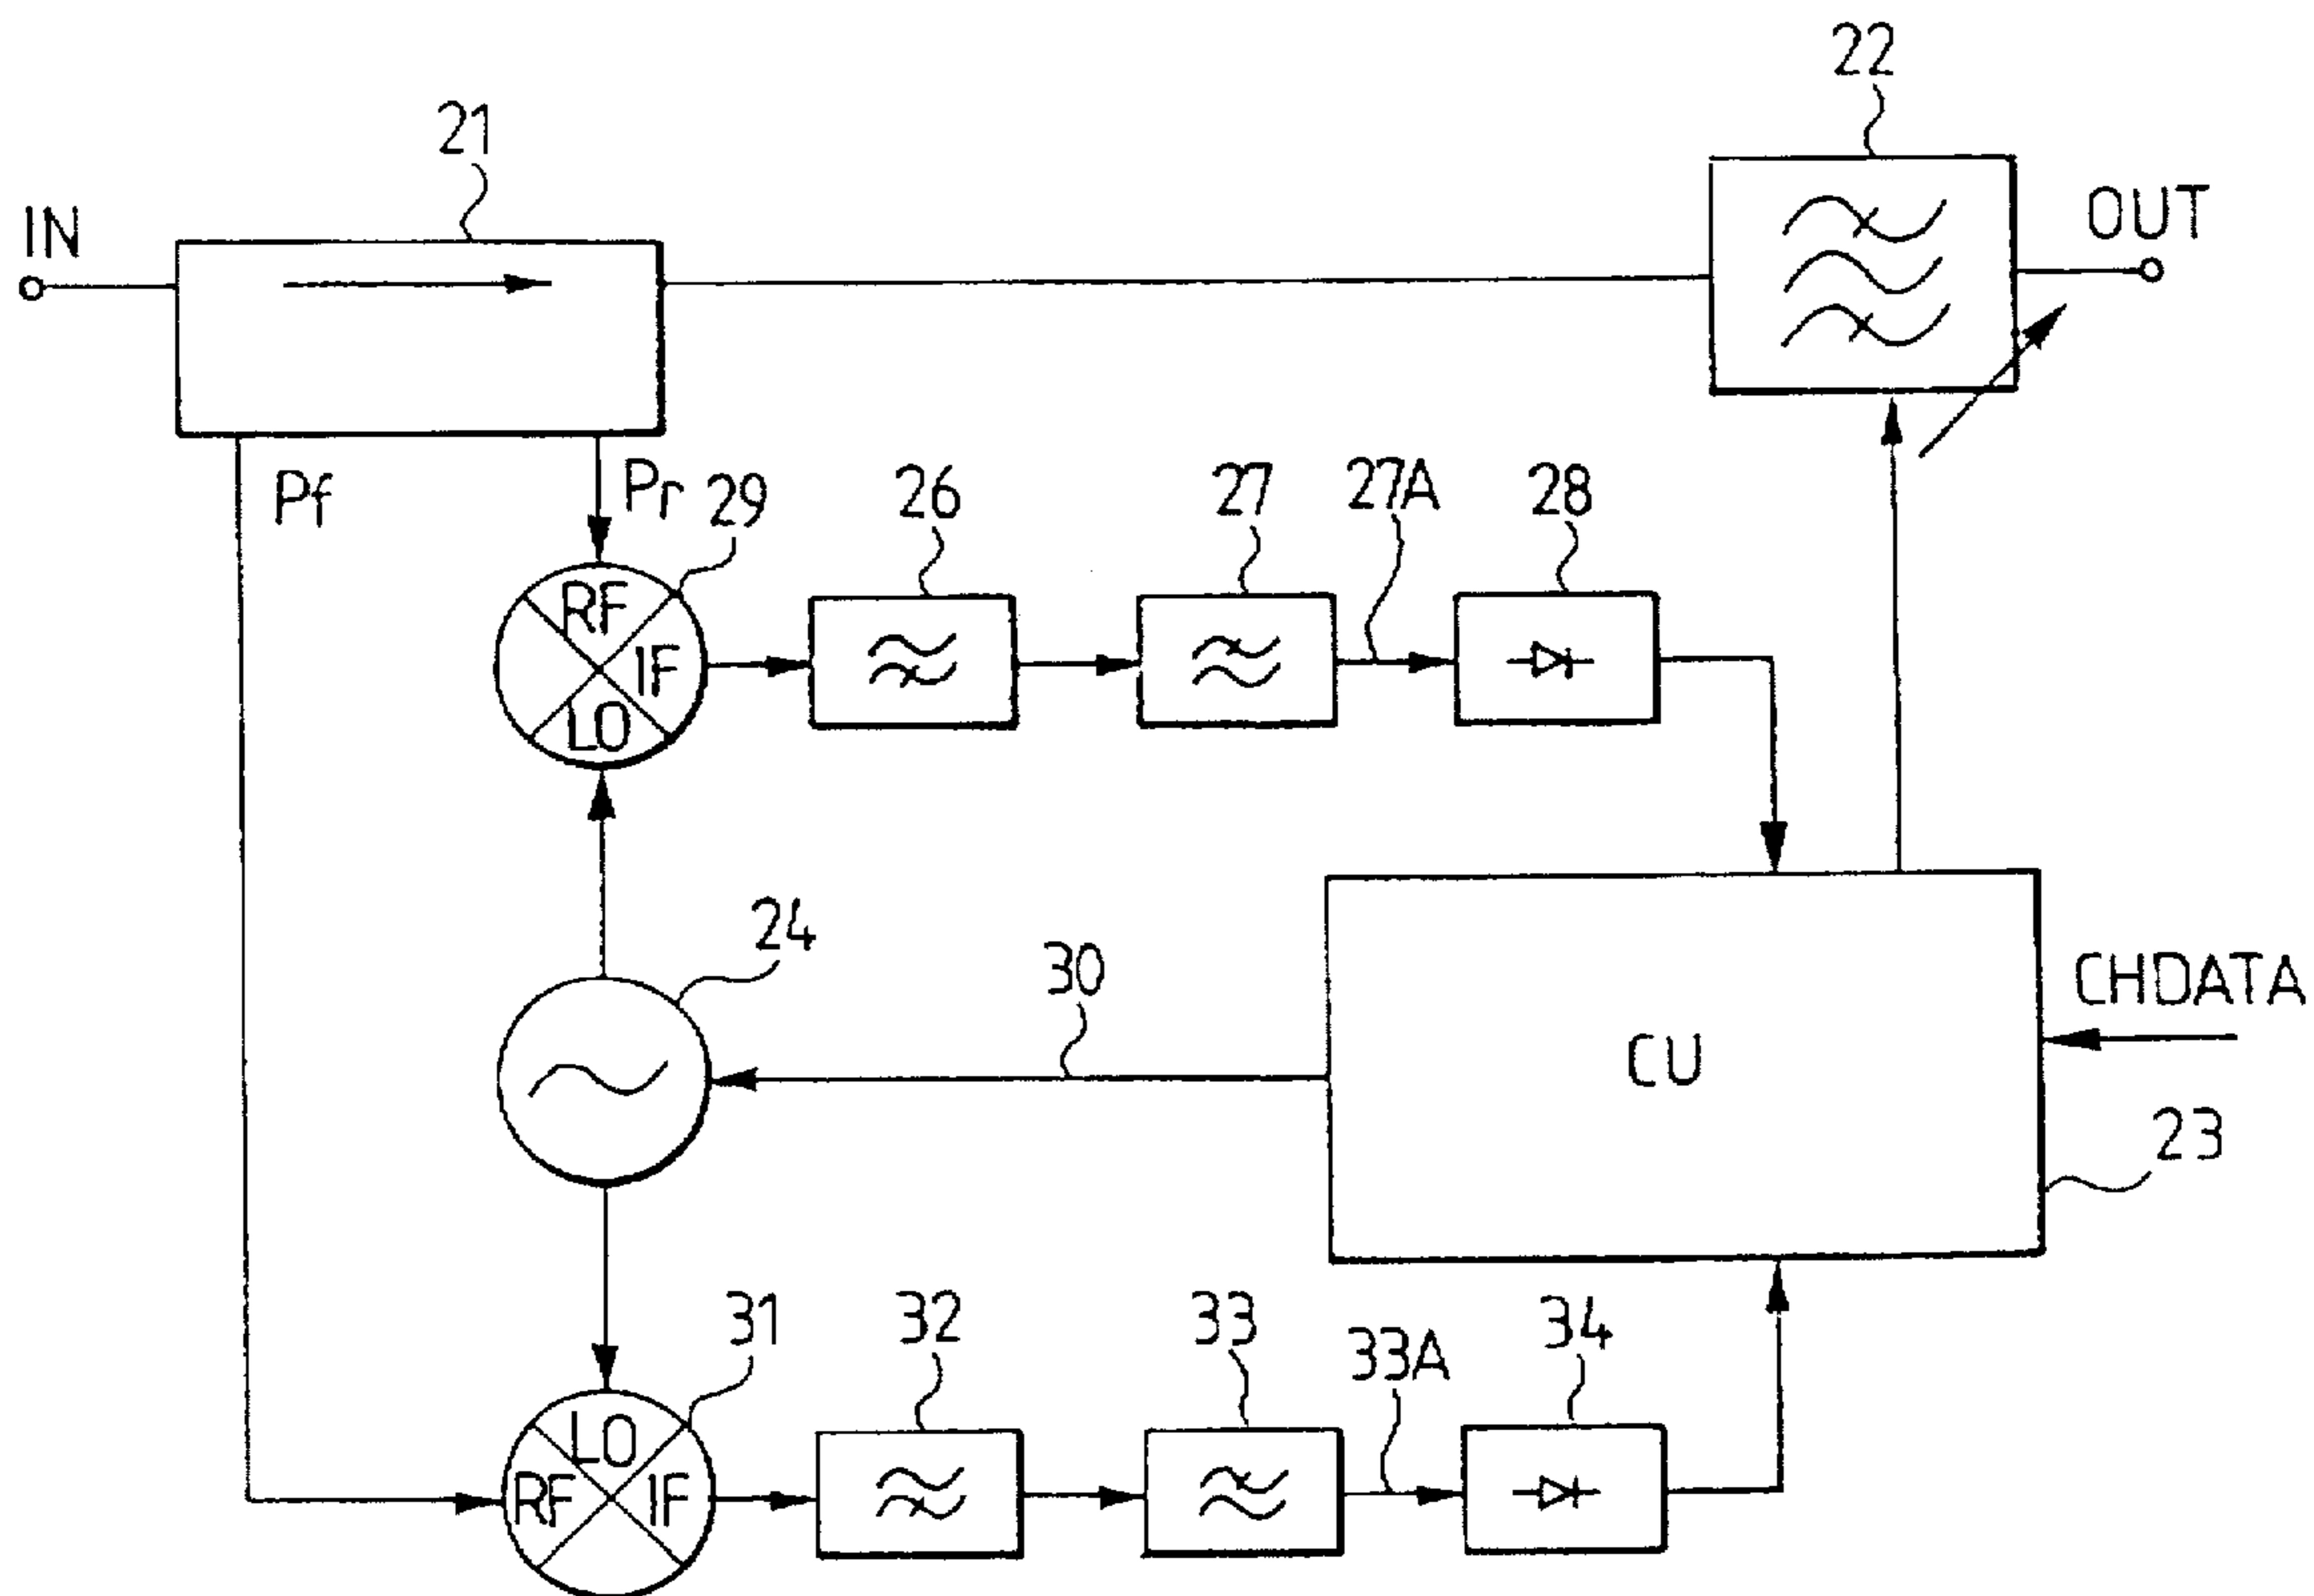 22
21
IN
OUT
Pf
Pr
29
26
27
27A
28
RF
IF
LO
24
30
CHDATA
CU
23
31
32
33
33A
34
LO
RF
IF